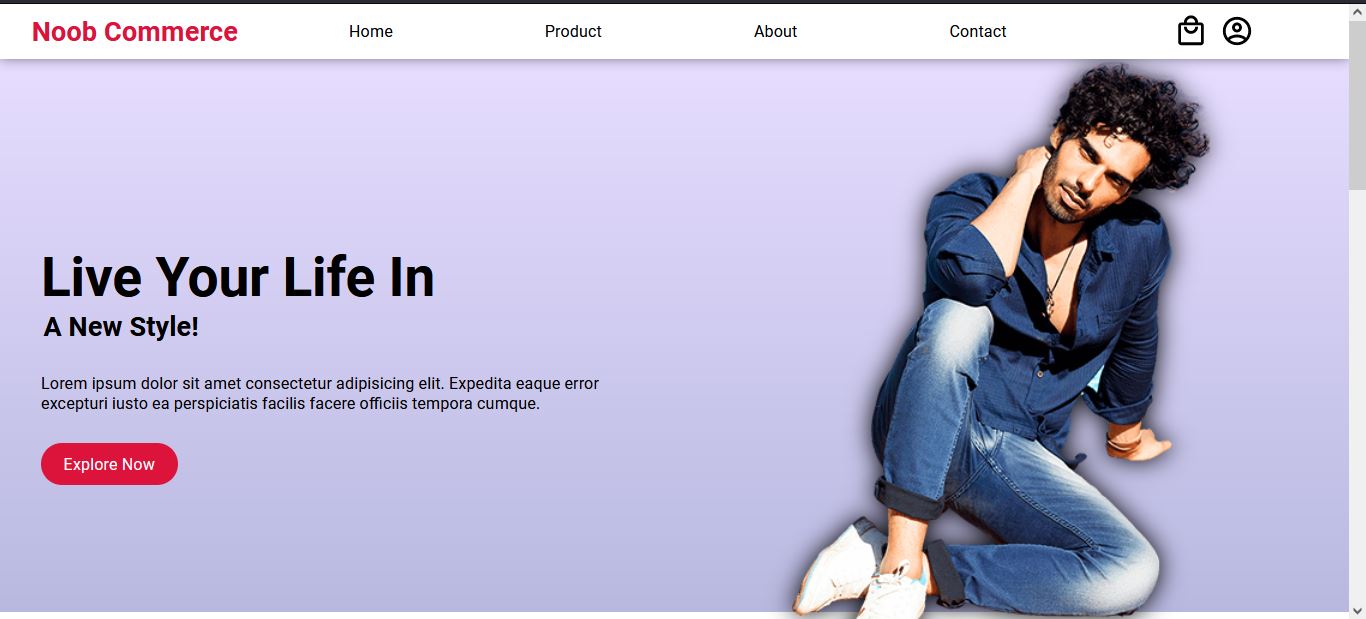 Noob Commerce
Home
Product
About
Contact
Live Your Life In
A New Style!
Lorem ipsum dolor sit amet consectetur adipisicing elit. Expedita eaque error
excepturi iusto ea perspiciatis facilis facere officiis tempora cumque.
Explore Now